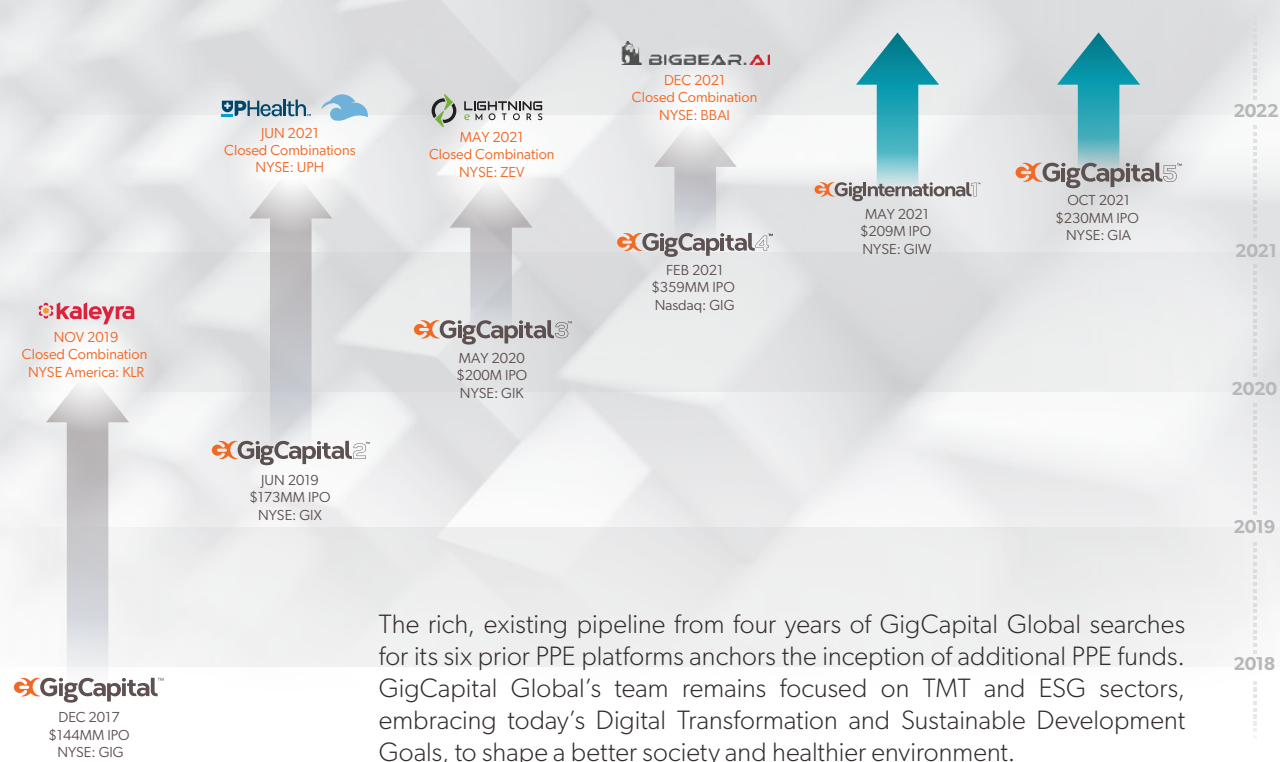 kaleyra
NOV 2019
Closed Combination
NYSE America: KLR
GigCapital™
DEC 2017
$144MM IPO
NYSE: GIG
UPHealth.
JUN 2021
Closed Combinations
NYSE: UPH
GigCapital2™
JUN 2019
$173MM IPO
NYSE: GIX
LIGHTNING
eMOTORS
MAY 2021
Closed Combination
NYSE: ZEV
GigCapital3™
MAY 2020
$200M IPO
NYSE: GIK
BIGBEAR.AI
DEC 2021
Closed Combination
NYSE: BBAI
GigCapital4™
FEB 2021
$359MM IPO
Nasdaq: GIG
GigInternational1™
MAY 2021
$209M IPO
NYSE: GIW
GigCapital5™
OCT 2021
$230MM IPO
NYSE: GIA
2022
2021
2020
2019
2018
The rich, existing pipeline from four years of GigCapital Global searches
for its six prior PPE platforms anchors the inception of additional PPE funds.
GigCapital Global's team remains focused on TMT and ESG sectors,
embracing today's Digital Transformation and Sustainable Development
Goals, to shape a better society and healthier environment.